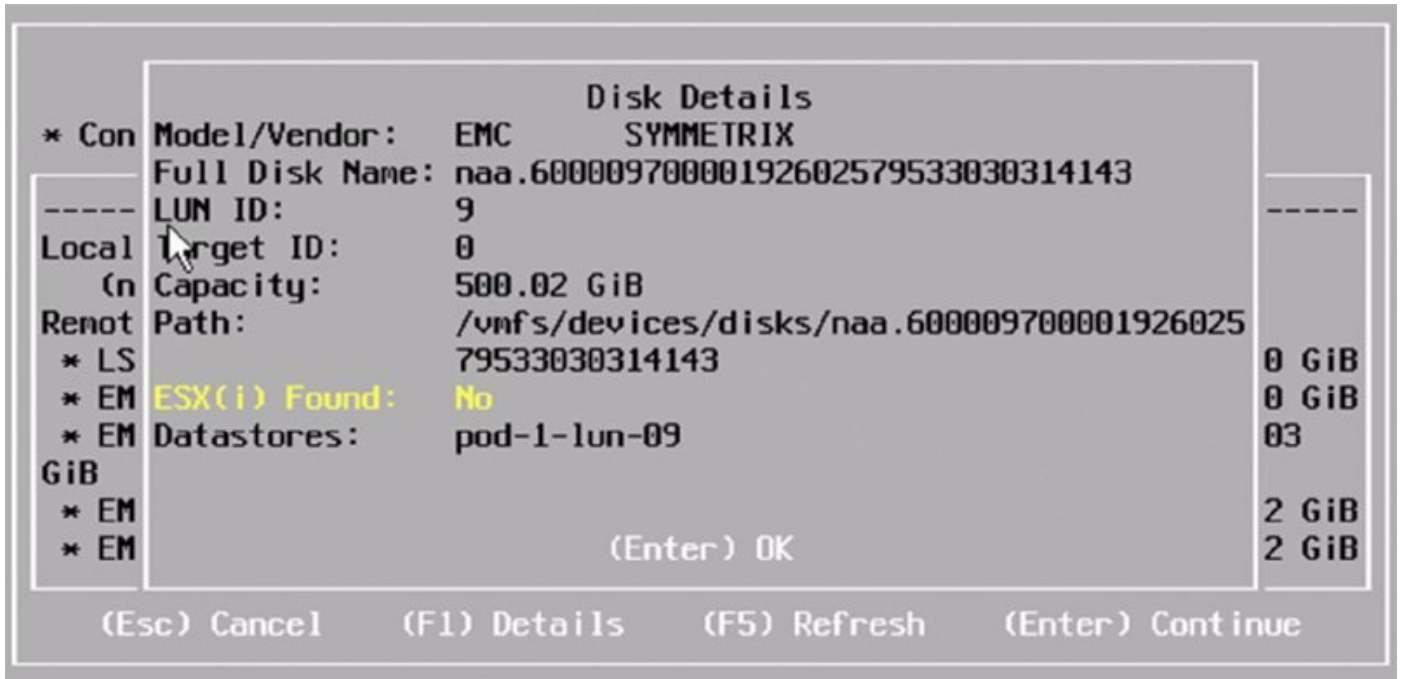 Disk Details
* Con Model/Vendor: EMC SYMMETRIX
Full Disk Name: naa.60000970000192602579533030314143
----- LUN ID: 9 -----
Local Target ID: 0
(n Capacity: 500.02 GiB
Remot Path: /vmfs/devices/disks/naa.600009700001926025
* LS 79533030314143 0 GiB
* EM ESX(i) Found: No 0 GiB
* EM Datastores: pod-1-lun-09 03
GiB
* EM 2 GiB
* EM (Enter) OK 2 GiB
(Esc) Cancel (F1) Details (F5) Refresh (Enter) Continue